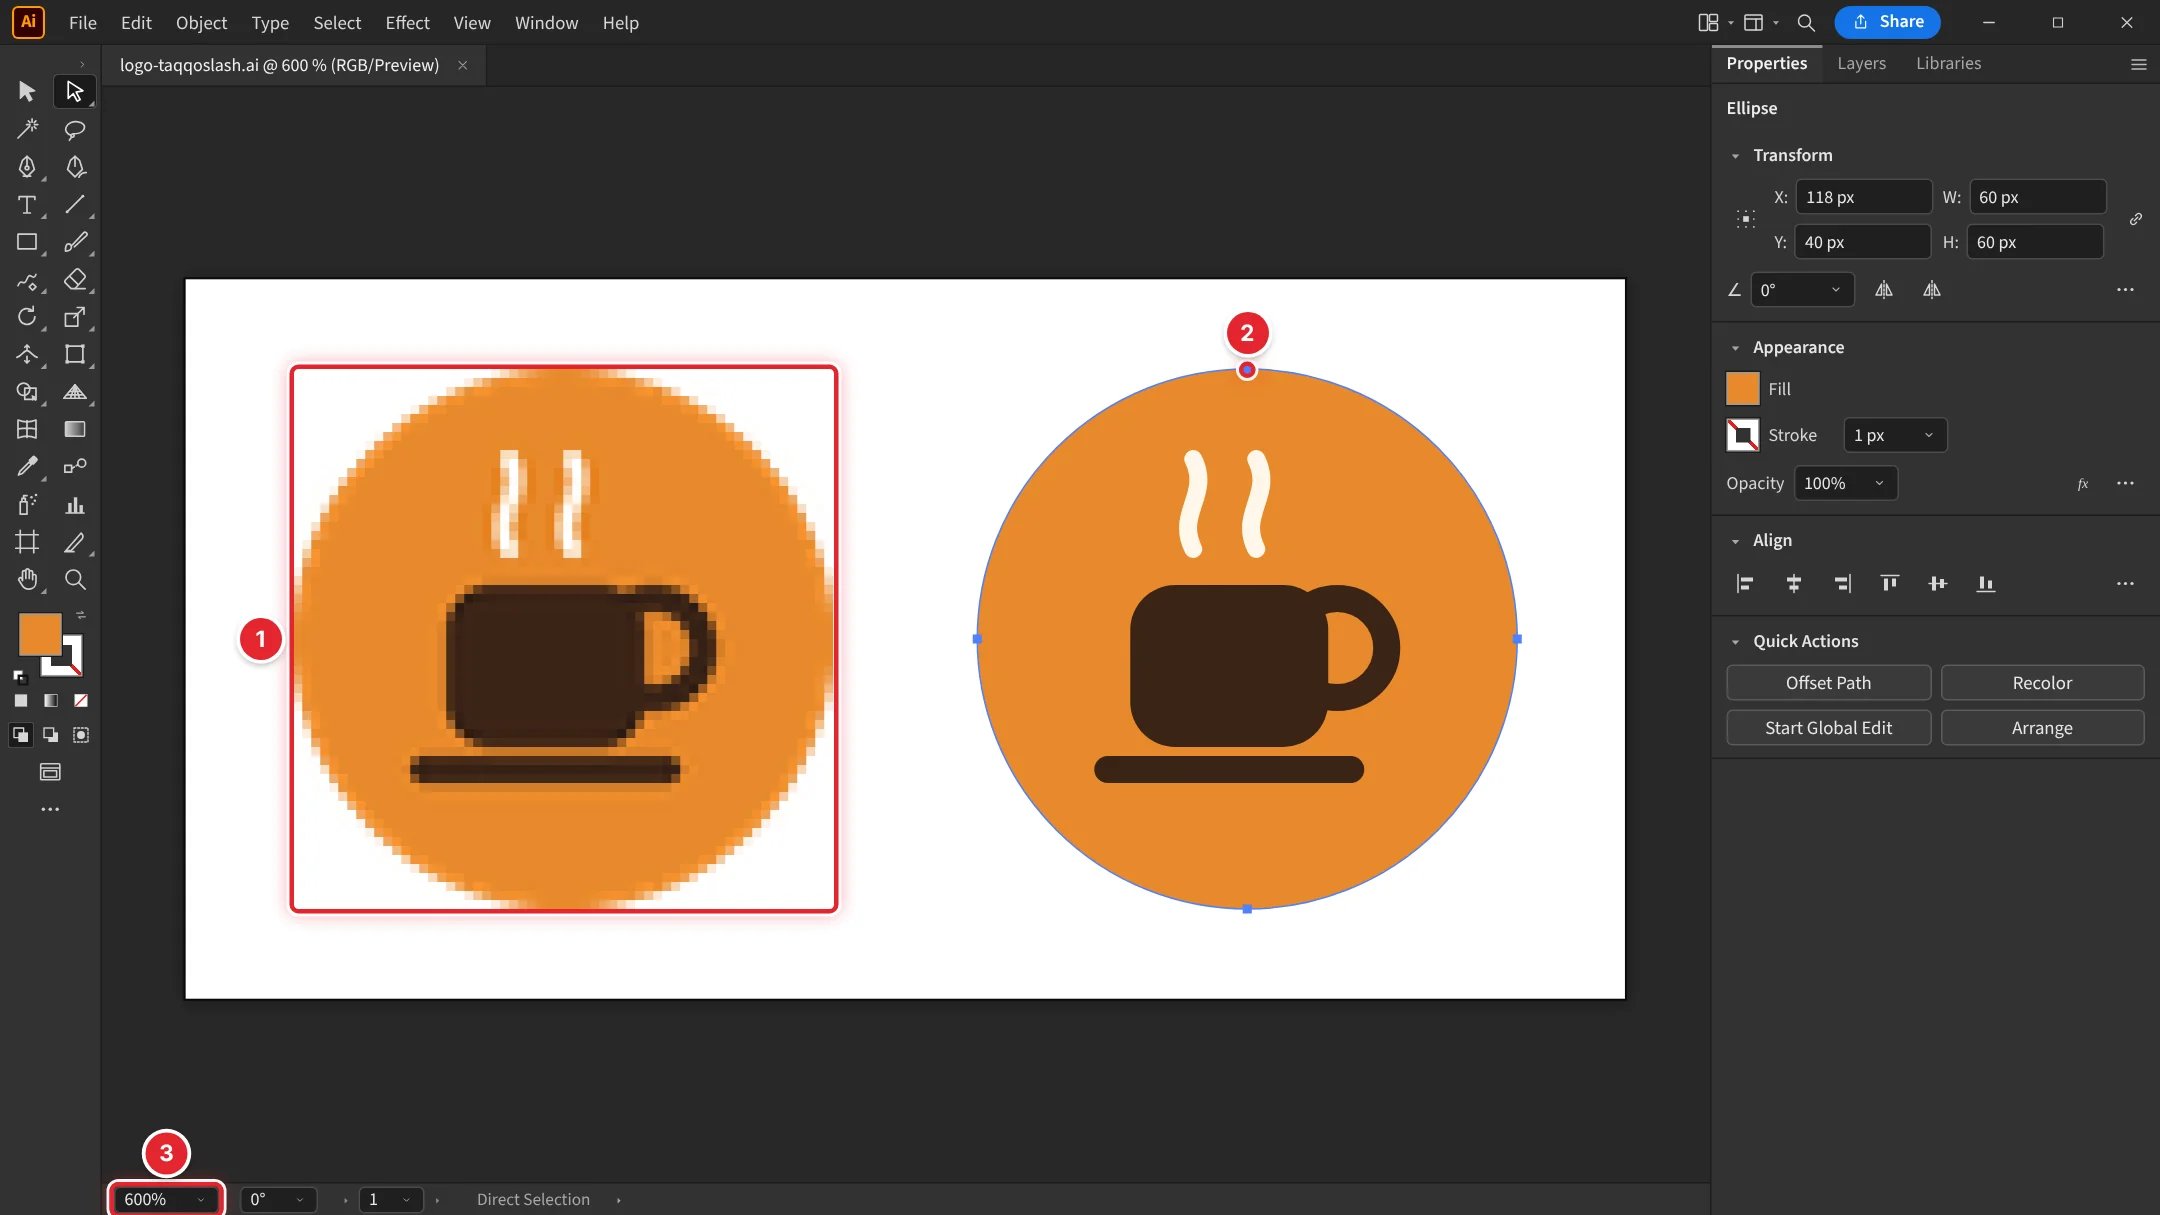 Ai File Edit Object Type Select Effect View Window Help Share
logo-taqqoslash.ai @ 600 % (RGB/Preview)
Properties Layers Libraries
Ellipse
Transform
X: 118 px W: 60 px
Y: 40 px H: 60 px
0°
Appearance
Fill
Stroke 1 px
Opacity 100% fx
Align
Quick Actions
Offset Path Recolor
Start Global Edit Arrange
2
1
3
600% 0° 1 Direct Selection